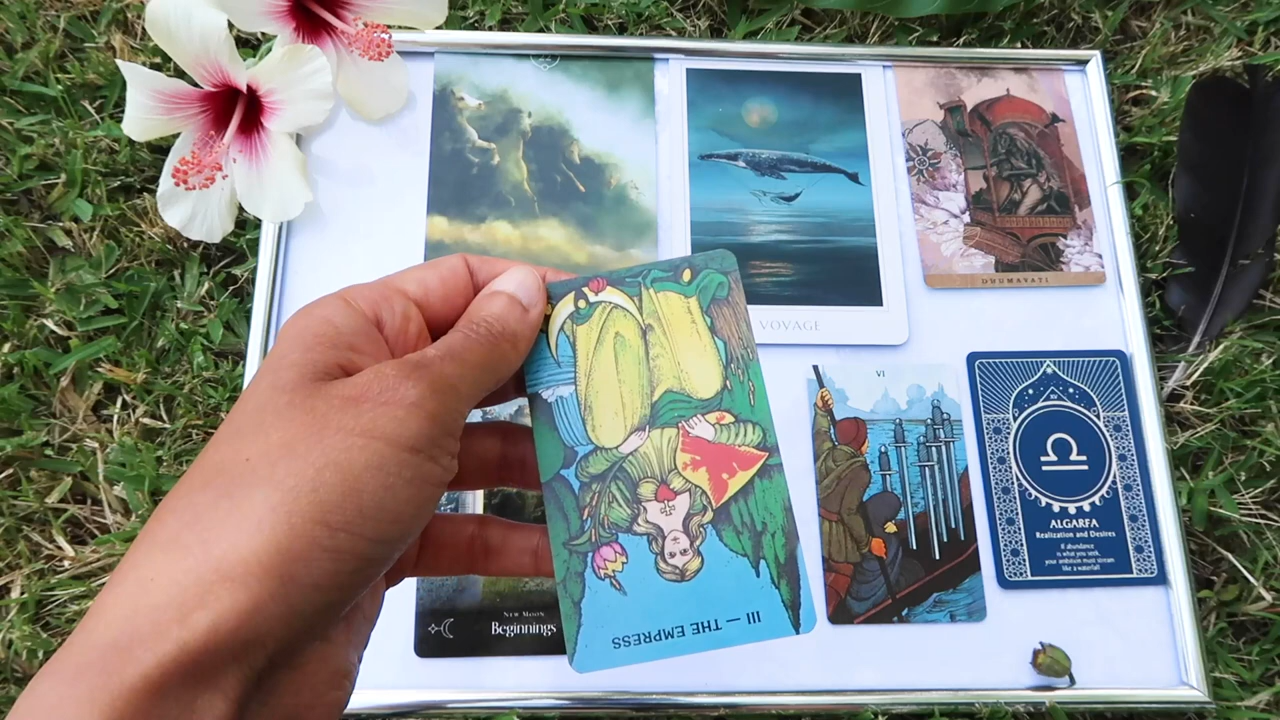 VOYAGE
DHUMAVATI
VI
XV
ALGARFA
Realization and Desires
If abundance
is what you seek,
your ambition must stream
like a waterfall
NEW MOON
Beginnings
III — THE EMPRESS